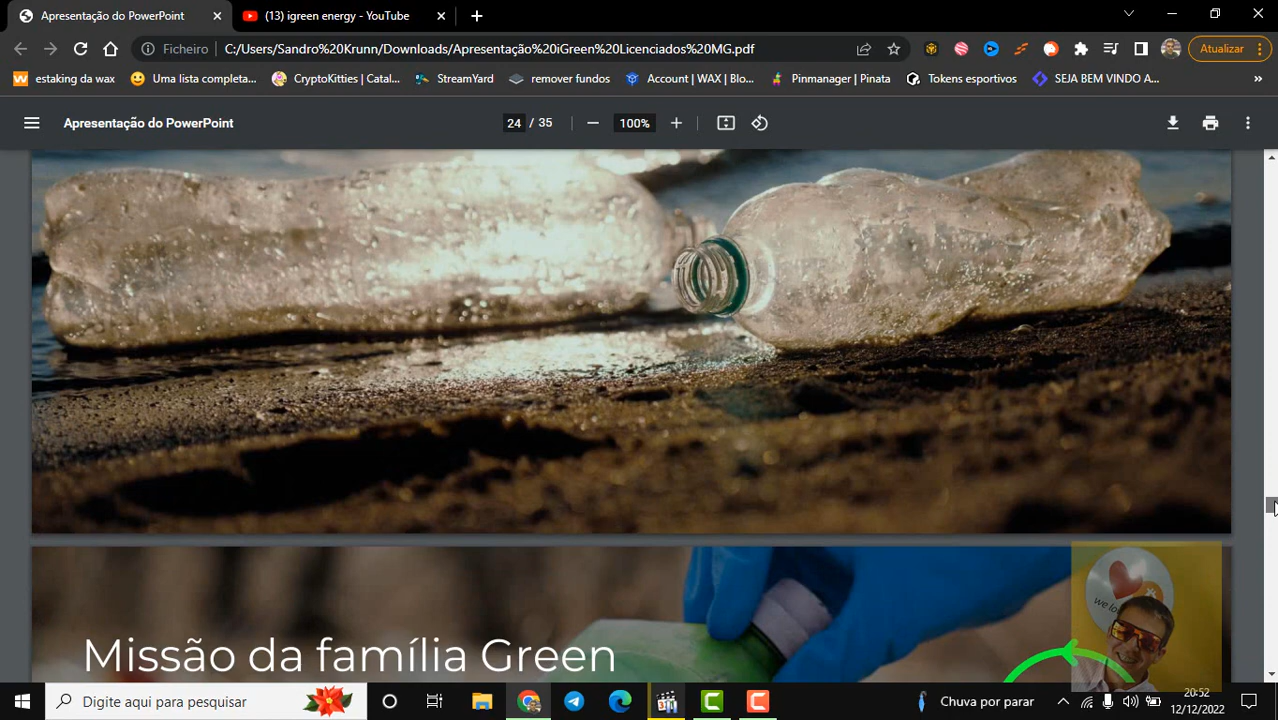 Apresentação do PowerPoint
(13) igreen energy - YouTube
Ficheiro
C:/Users/Sandro%20Krunn/Downloads/Apresentação%20iGreen%20Licenciados%20MG.pdf
Atualizar
estaking da wax
Uma lista completa...
CryptoKitties | Catal...
StreamYard
remover fundos
Account | WAX | Blo...
Pinmanager | Pinata
Tokens esportivos
SEJA BEM VINDO A...
Apresentação do PowerPoint
24 / 35
100%
Missão da família Green
Digite aqui para pesquisar
Chuva por parar
20:52
12/12/2022